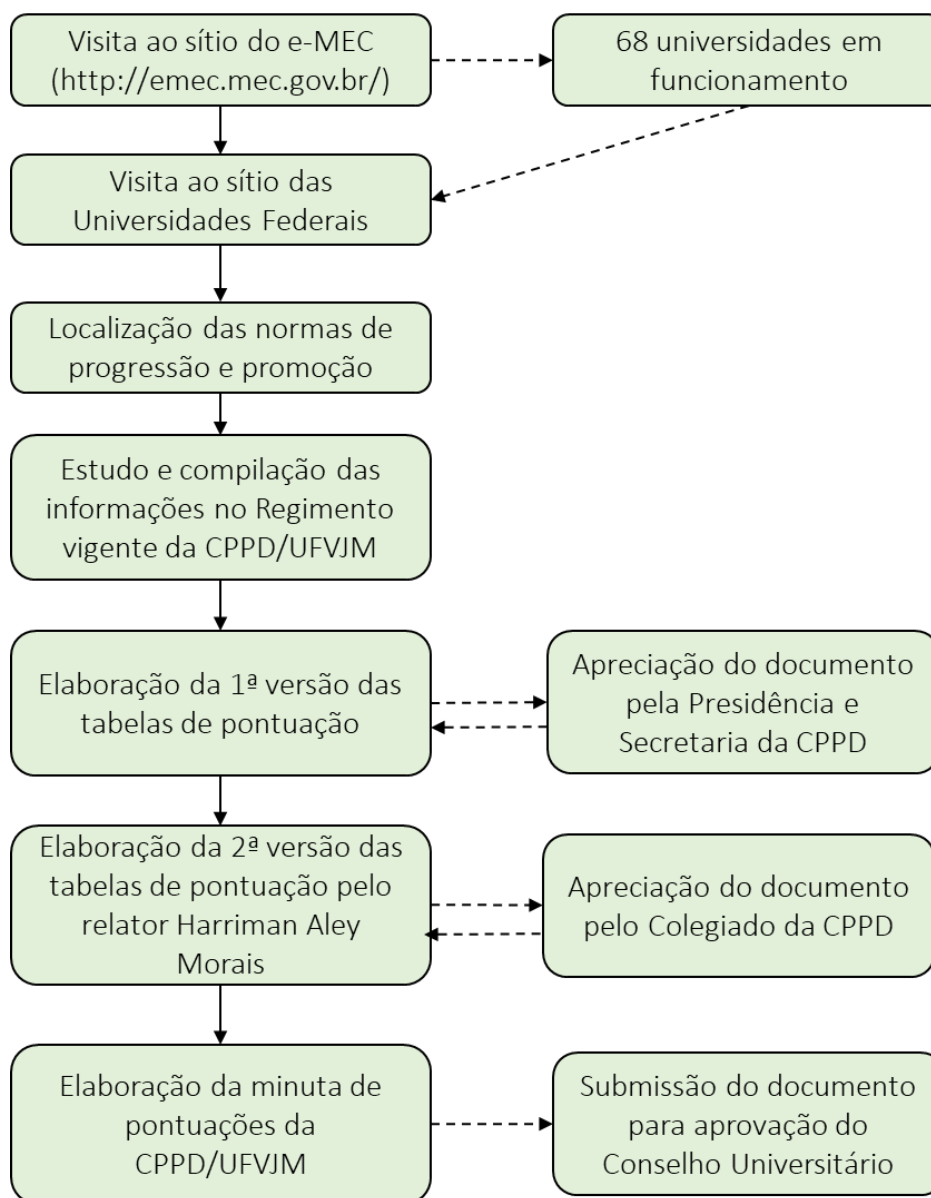 Visita ao sítio do e-MEC
(http://emec.mec.gov.br/)
68 universidades em
funcionamento
Visita ao sítio das
Universidades Federais
Localização das normas de
progressão e promoção
Estudo e compilação das
informações no Regimento
vigente da CPPD/UFVJM
Elaboração da 1ª versão das
tabelas de pontuação
Apreciação do documento
pela Presidência e
Secretaria da CPPD
Elaboração da 2ª versão das
tabelas de pontuação pelo
relator Harriman Aley
Morais
Apreciação do documento
pelo Colegiado da CPPD
Elaboração da minuta de
pontuações da
CPPD/UFVJM
Submissão do documento
para aprovação do
Conselho Universitário